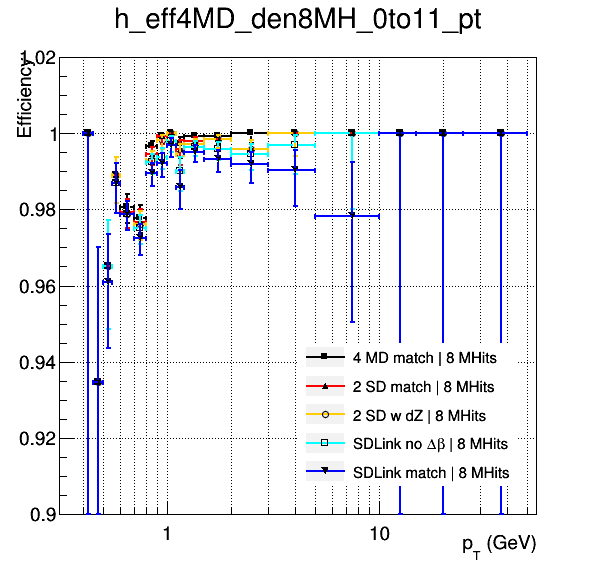 h_eff4MD_den8MH_0to11_pt
Efficiency
1.02
1
0.98
0.96
0.94
0.92
0.9
4 MD match | 8 MHits
2 SD match | 8 MHits
2 SD w dZ | 8 MHits
SDLink no Δβ | 8 MHits
SDLink match | 8 MHits
1 10
p_T (GeV)